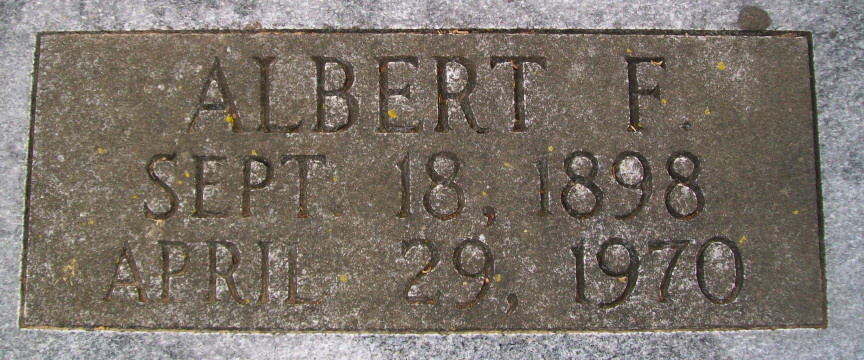 ALBERT F.
SEPT. 18, 1898
APRIL 29, 1970